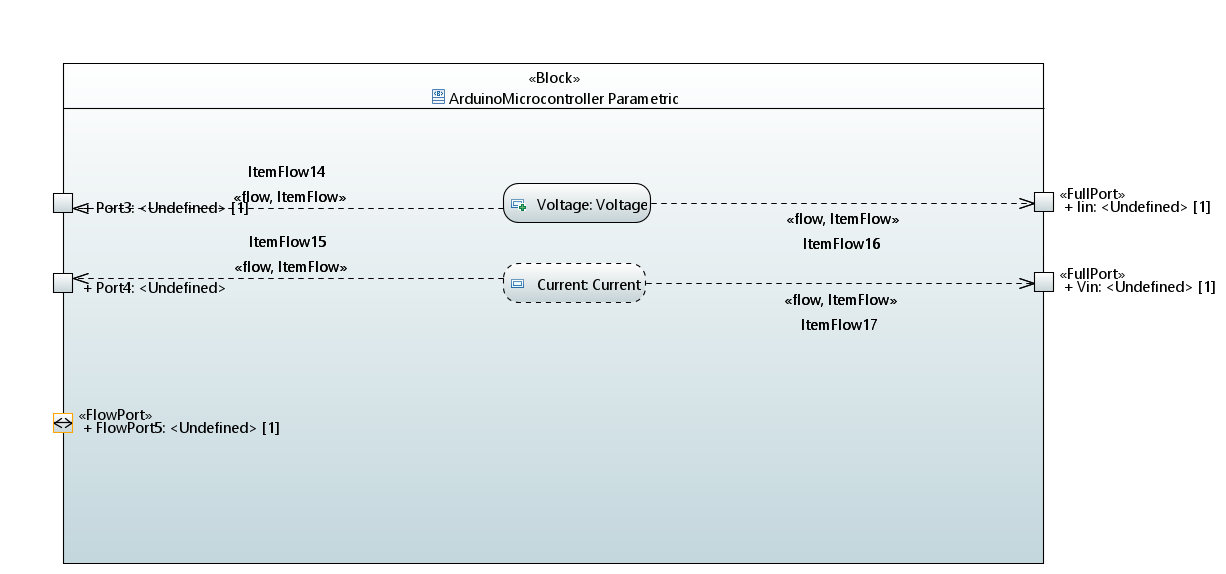 «Block»
ArduinoMicrocontroller Parametric
ItemFlow14
«flow, ItemFlow»
+ Port3: <Undefined> [1]
Voltage: Voltage
«FullPort»
+ Iin: <Undefined> [1]
«flow, ItemFlow»
ItemFlow16
ItemFlow15
«flow, ItemFlow»
+ Port4: <Undefined>
Current: Current
«FullPort»
+ Vin: <Undefined> [1]
«flow, ItemFlow»
ItemFlow17
«FlowPort»
+ FlowPort5: <Undefined> [1]